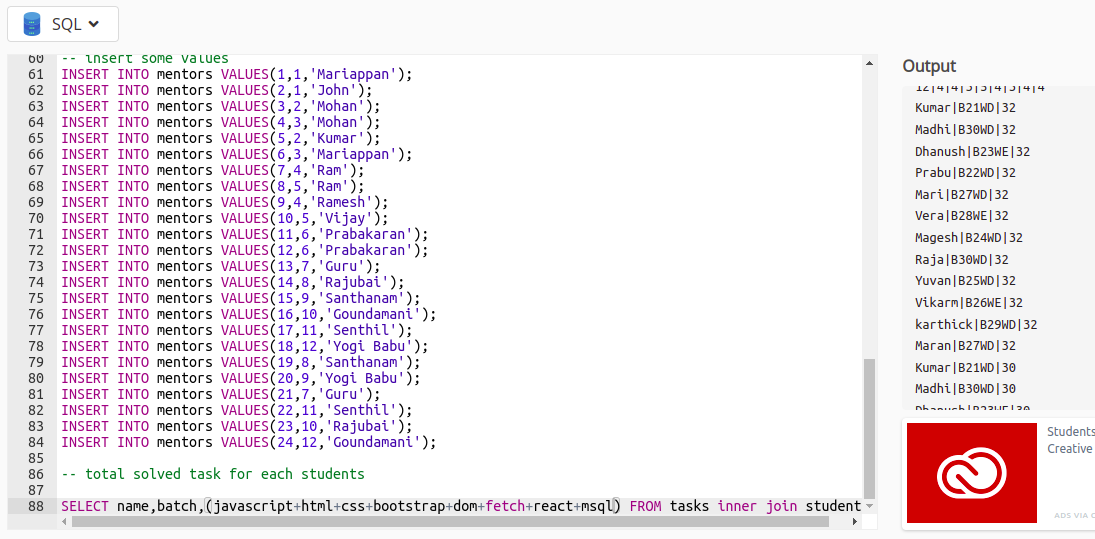 SQL
60 -- insert some values
61 INSERT INTO mentors VALUES(1,1,'Mariappan');
62 INSERT INTO mentors VALUES(2,1,'John');
63 INSERT INTO mentors VALUES(3,2,'Mohan');
64 INSERT INTO mentors VALUES(4,3,'Mohan');
65 INSERT INTO mentors VALUES(5,2,'Kumar');
66 INSERT INTO mentors VALUES(6,3,'Mariappan');
67 INSERT INTO mentors VALUES(7,4,'Ram');
68 INSERT INTO mentors VALUES(8,5,'Ram');
69 INSERT INTO mentors VALUES(9,4,'Ramesh');
70 INSERT INTO mentors VALUES(10,5,'Vijay');
71 INSERT INTO mentors VALUES(11,6,'Prabakaran');
72 INSERT INTO mentors VALUES(12,6,'Prabakaran');
73 INSERT INTO mentors VALUES(13,7,'Guru');
74 INSERT INTO mentors VALUES(14,8,'Rajubai');
75 INSERT INTO mentors VALUES(15,9,'Santhanam');
76 INSERT INTO mentors VALUES(16,10,'Goundamani');
77 INSERT INTO mentors VALUES(17,11,'Senthil');
78 INSERT INTO mentors VALUES(18,12,'Yogi Babu');
79 INSERT INTO mentors VALUES(19,8,'Santhanam');
80 INSERT INTO mentors VALUES(20,9,'Yogi Babu');
81 INSERT INTO mentors VALUES(21,7,'Guru');
82 INSERT INTO mentors VALUES(22,11,'Senthil');
83 INSERT INTO mentors VALUES(23,10,'Rajubai');
84 INSERT INTO mentors VALUES(24,12,'Goundamani');
85
86 -- total solved task for each students
87
88 SELECT name,batch,(javascript+html+css+bootstrap+dom+fetch+react+msql) FROM tasks inner join student
Output
Kumar|B21WD|32
Madhi|B30WD|32
Dhanush|B23WE|32
Prabu|B22WD|32
Mari|B27WD|32
Vera|B28WE|32
Magesh|B24WD|32
Raja|B30WD|32
Yuvan|B25WD|32
Vikarm|B26WE|32
karthick|B29WD|32
Maran|B27WD|32
Kumar|B21WD|30
Madhi|B30WD|30
Dhanush|B23WE|30
Students
Creative
ADS VIA C